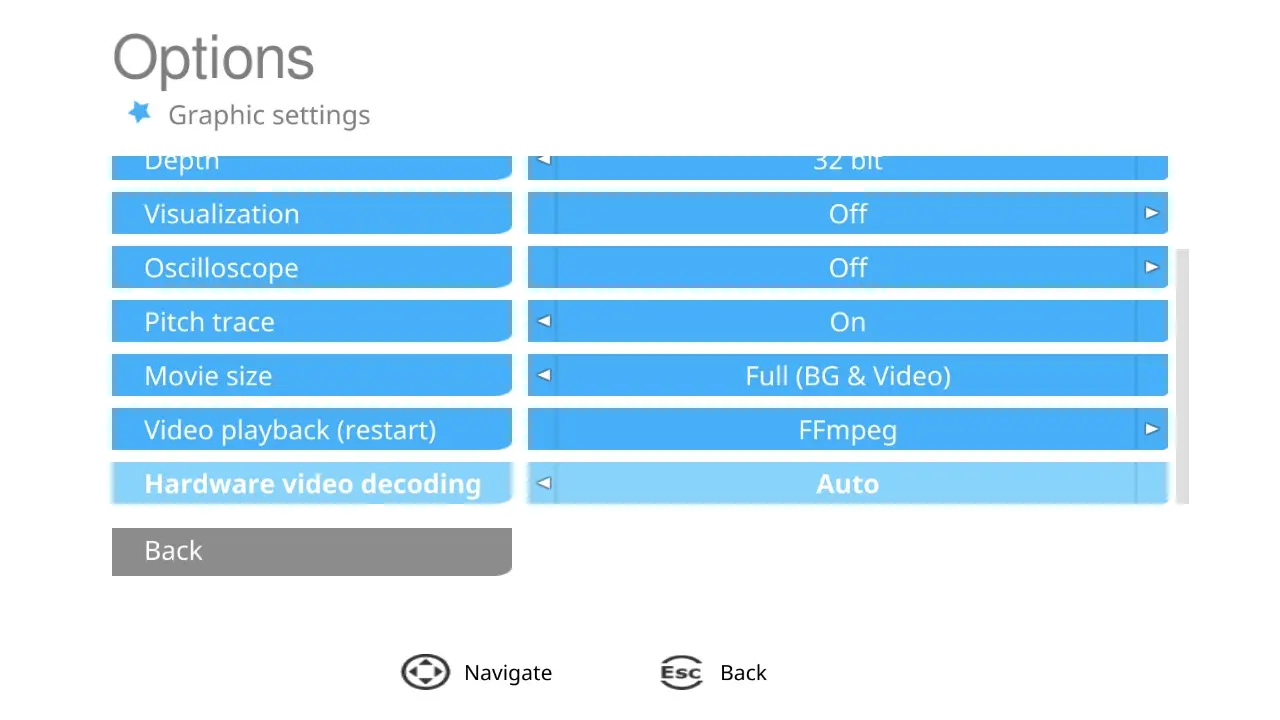 Options
Graphic settings
Depth 32 bit
Visualization Off
Oscilloscope Off
Pitch trace On
Movie size Full (BG & Video)
Video playback (restart) FFmpeg
Hardware video decoding Auto
Back
Navigate Esc Back